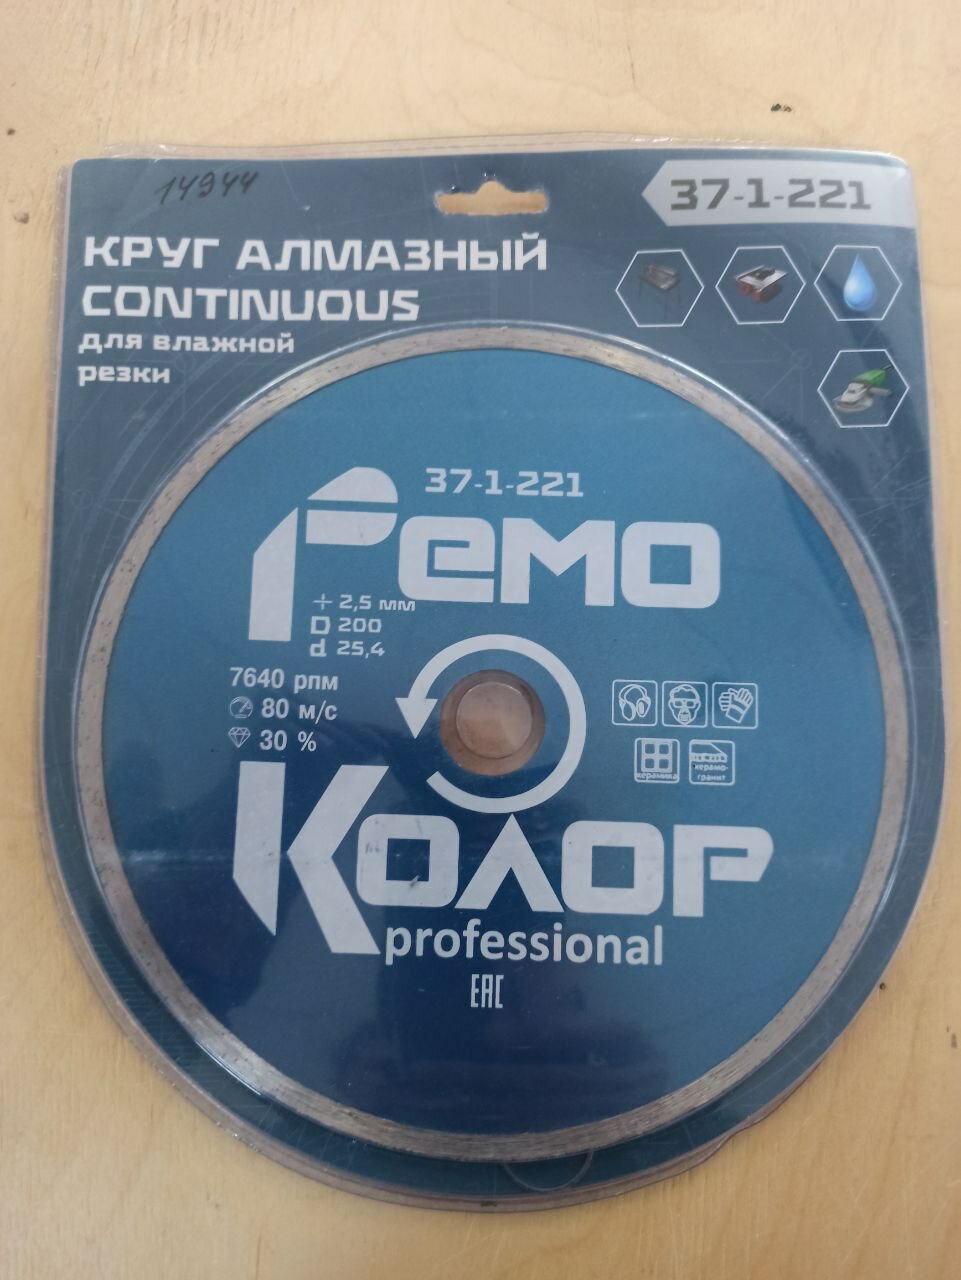 14944
37-1-221
КРУГ АЛМАЗНЫЙ
CONTINUOUS
для влажной
резки
37-1-221
Ремо
÷ 2,5 мм
D 200
d 25,4
7640 рпм
80 м/с
30 %
керамика
керамо-
гранит
Колор
professional
EAC